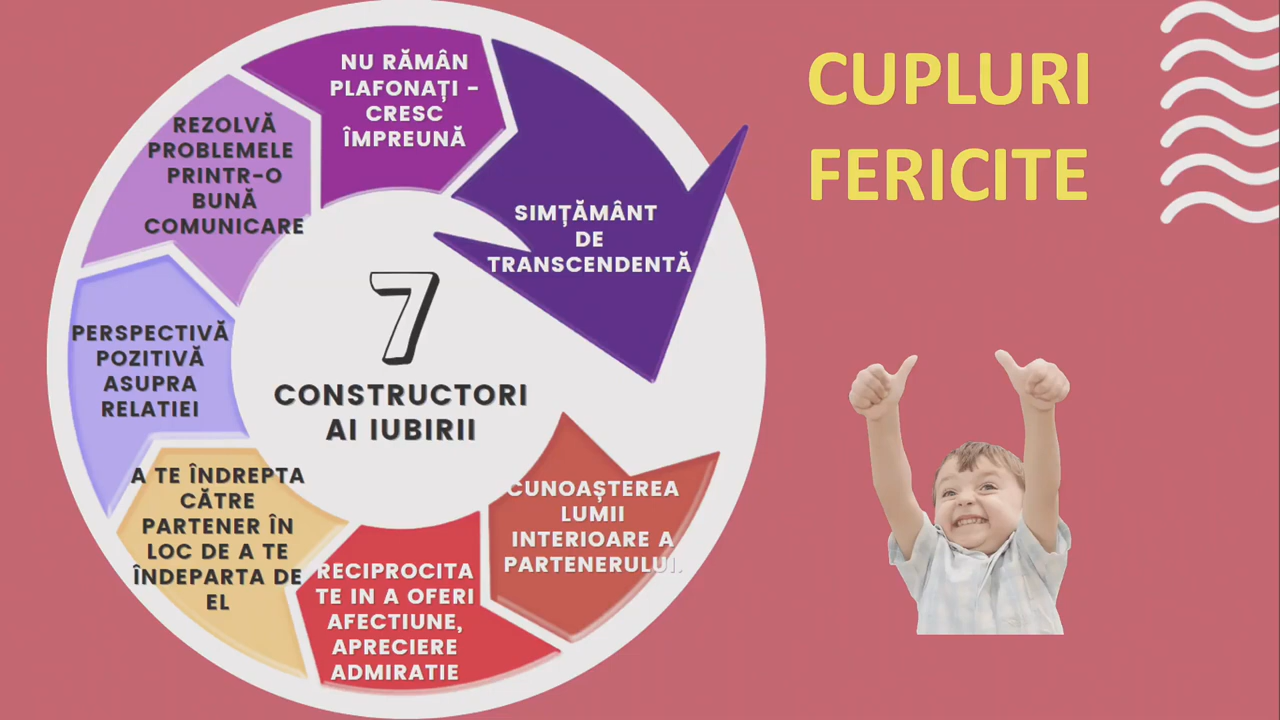 CUPLURI
FERICITE
7
CONSTRUCTORI
AI IUBIRII
CUNOAȘTEREA
LUMII
INTERIOARE A
PARTENERULUI.
RECIPROCITA
TE IN A OFERI
AFECTIUNE,
APRECIERE
ADMIRATIE
A TE ÎNDREPTA
CĂTRE
PARTENER ÎN
LOC DE A TE
ÎNDEPARTA DE
EL
PERSPECTIVĂ
POZITIVĂ
ASUPRA
RELATIEI
REZOLVĂ
PROBLEMELE
PRINTR-O
BUNĂ
COMUNICARE
NU RĂMÂN
PLAFONAȚI -
CRESC
ÎMPREUNĂ
SIMȚĂMÂNT
DE
TRANSCENDENTĂ